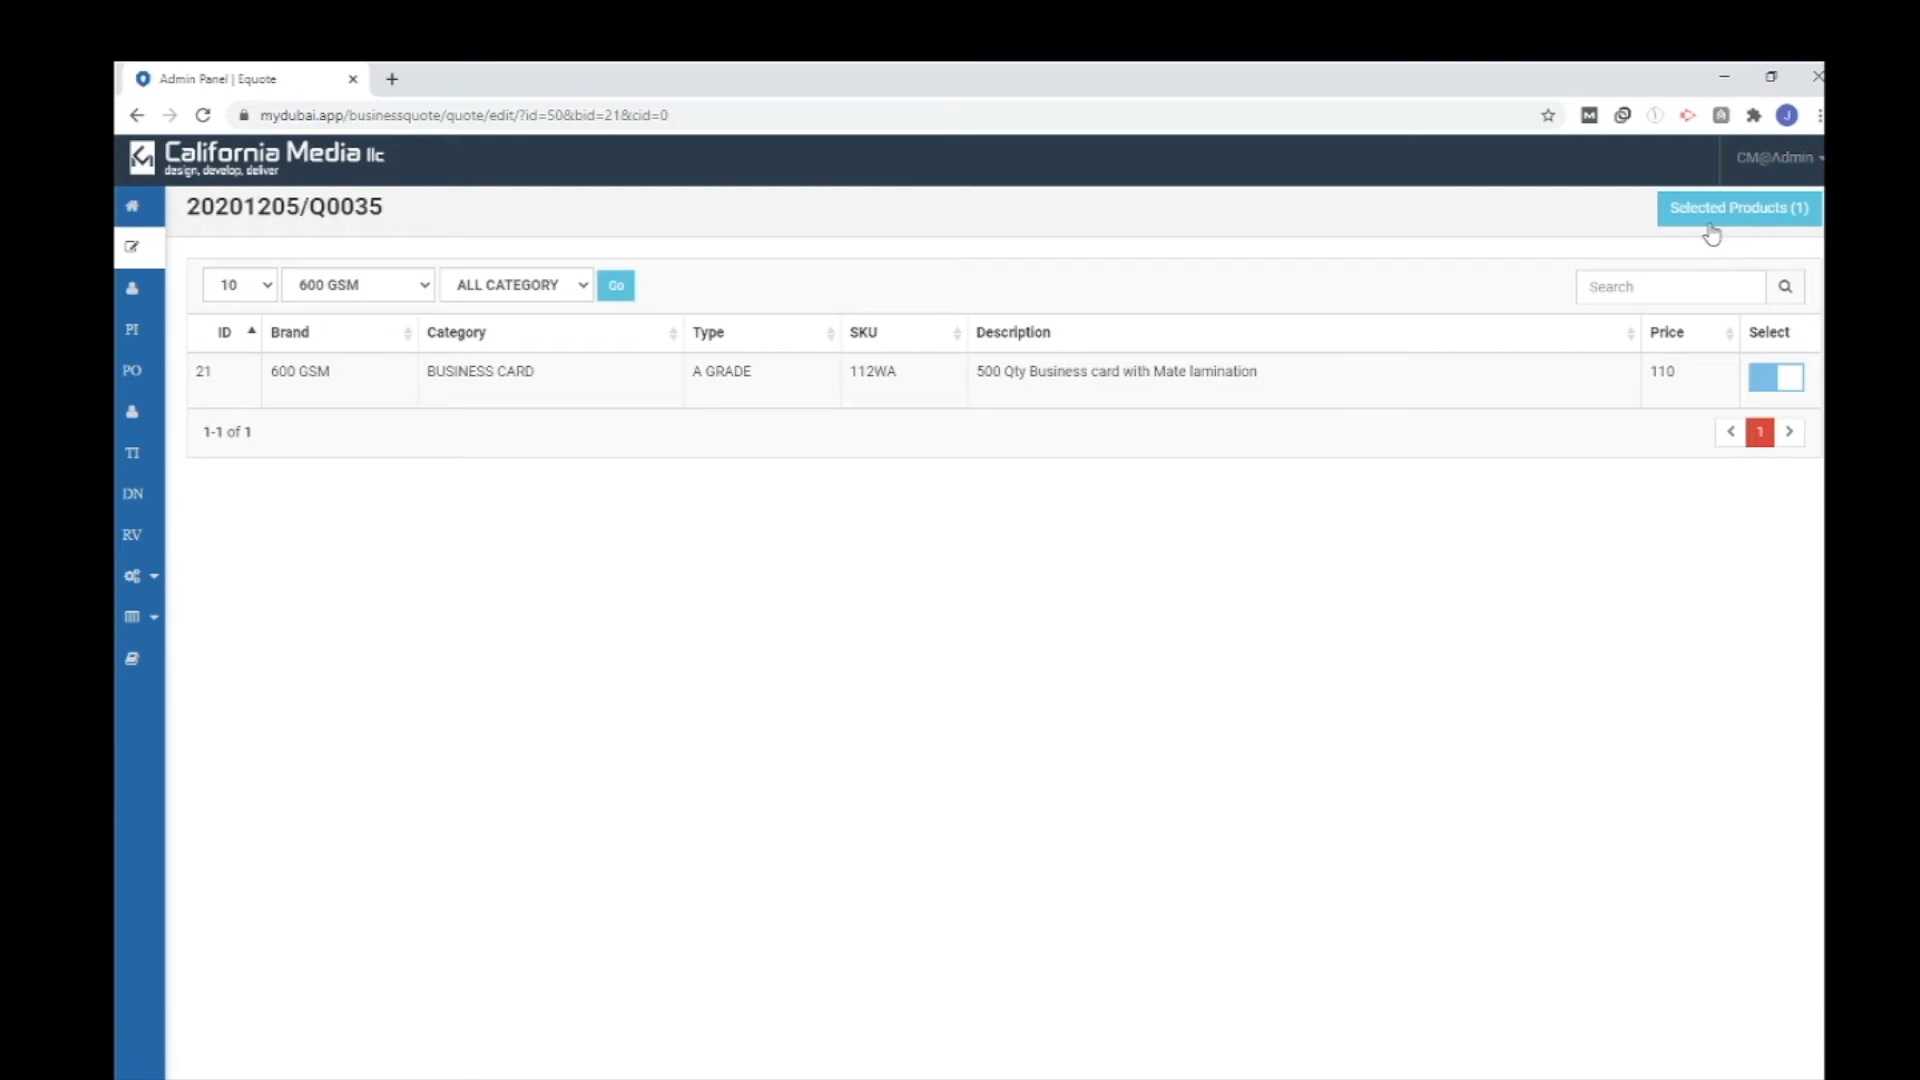 Admin Panel | Equote
mydubai.app/businessquote/quote/edit/?id=50&bid=21&cid=0
California Media llc
design, develop, deliver
CM@Admin
20201205/Q0035
Selected Products (1)
10 600 GSM ALL CATEGORY Go Search
ID Brand Category Type SKU Description Price Select
21 600 GSM BUSINESS CARD A GRADE 112WA 500 Qty Business card with Mate lamination 110
1-1 of 1
1
PI
PO
TI
DN
RV